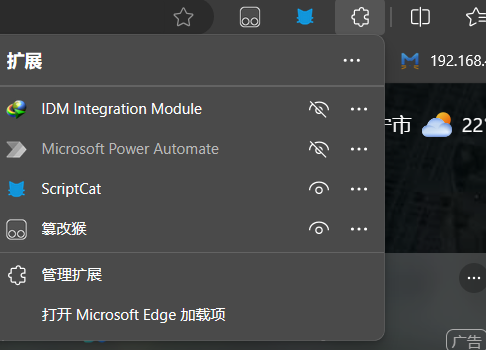 扩展
192.168.4
IDM Integration Module
Microsoft Power Automate
ScriptCat
篡改猴
管理扩展
打开 Microsoft Edge 加载项
市
22°
广告